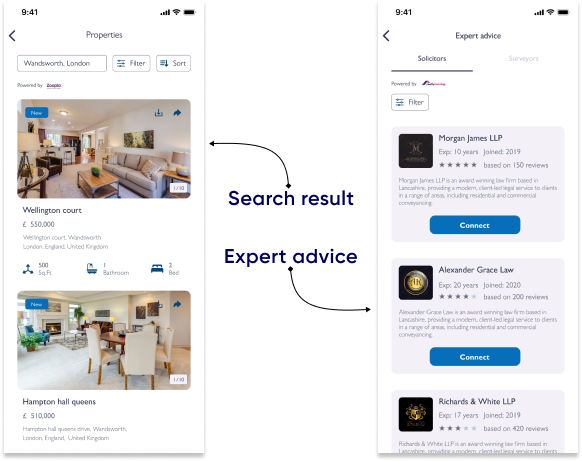 9:41
Properties
Wandsworth, London
Filter
Sort
Powered by Zoopla
New
1/10
Wellington court
£ 550,000
Wellington court, Wandsworth
London, England, United Kingdom
500
Sq.Ft
1
Bathroom
2
Bed
New
1/10
Hampton hall queens
£ 510,000
Hampton hall queens drive, Wandsworth,
London, England, United Kingdom
Search result
Expert advice
9:41
Expert advice
Solicitors
Surveyors
Powered by
Filter
Morgan James LLP
Exp: 10 years Joined: 2019
based on 150 reviews
Morgan James LLP is an award winning law firm based in
Lancashire, providing a modern, client-led legal service to clients
in a range of areas, including residential and commercial
conveyancing.
Connect
Alexander Grace Law
Exp: 20 years Joined: 2020
based on 200 reviews
Alexander Grace Law is an award winning law firm based in
Lancashire, providing a modern, client-led legal service to clients
in a range of areas, including residential and commercial
Connect
Richards & White LLP
Exp: 17 years Joined: 2019
based on 420 reviews
Richards & White LLP is an award winning law firm based in
Lancashire, providing a modern, client-led legal service to clients